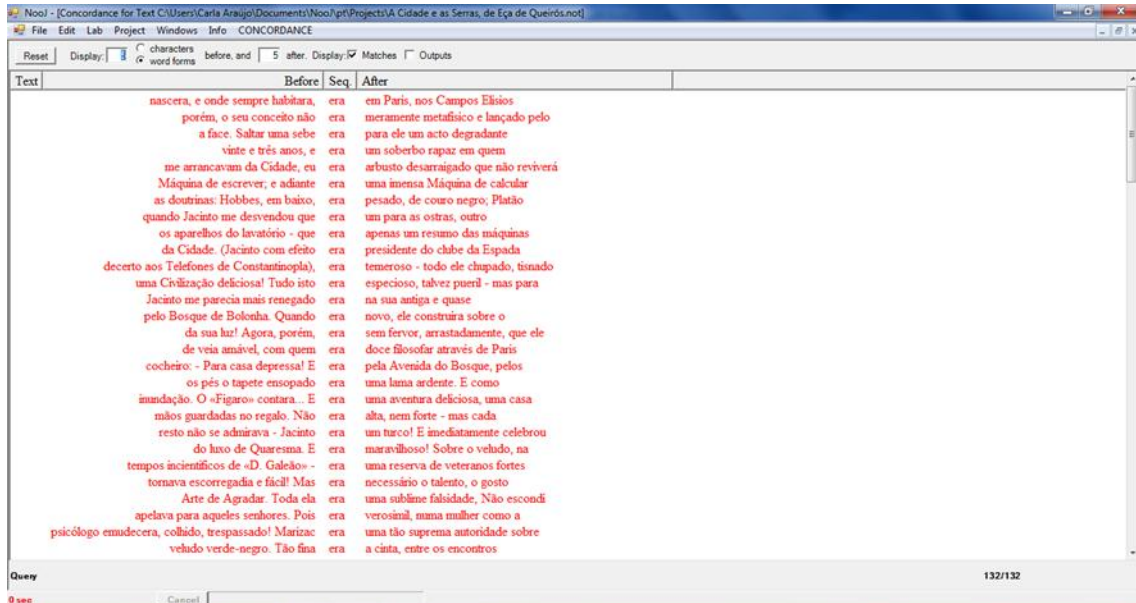 NooJ - [Concordance for Text C:\Users\Carla Araújo\Documents\NooJ\pt\Projects\A Cidade e as Serras, de Eça de Queirós.not]
File Edit Lab Project Windows Info CONCORDANCE
Reset Display: characters word forms before, and 5 after. Display: Matches Outputs
Text Before Seq. After
nascera, e onde sempre habitara, era em Paris, nos Campos Elísios
porém, o seu conceito não era meramente metafísico e lançado pelo
a face. Saltar uma sebe era para ele um acto degradante
vinte e três anos, e era um soberbo rapaz em quem
me arrancavam da Cidade, eu era arbusto desarraigado que não reviverá
Máquina de escrever; e adiante era uma imensa Máquina de calcular
as doutrinas: Hobbes, em baixo, era pesado, de couro negro; Platão
quando Jacinto me desvendou que era um para as ostras, outro
os aparelhos do lavatório - que era apenas um resumo das máquinas
da Cidade. (Jacinto com efeito era presidente do clube da Espada
decerto aos Telefones de Constantinopla), era temeroso - todo ele chupado, tisnado
uma Civilização deliciosa! Tudo isto era especioso, talvez pueril - mas para
Jacinto me parecia mais renegado era na sua antiga e quase
pelo Bosque de Bolonha. Quando era novo, ele construíra sobre o
da sua luz! Agora, porém, era sem fervor, arrastadamente, que ele
de veia amável, com quem era doce filosofar através de Paris
cocheiro: - Para casa depressa! E era pela Avenida do Bosque, pelos
os pés o tapete ensopado era uma lama ardente. E como
inundação. O «Figaro» contara... E era uma aventura deliciosa, uma casa
mãos guardadas no regalo. Não era alta, nem forte - mas cada
resto não se admirava - Jacinto era um turco! E imediatamente celebrou
do luxo de Quaresma. E era maravilhoso! Sobre o veludo, na
tempos incientíficos de «D. Galeão» - era uma reserva de veteranos fortes
tornava escorregadia e fácil! Mas era necessário o talento, o gosto
Arte de Agradar. Toda ela era uma sublime falsidade, Não escondi
apelava para aqueles senhores. Pois era verosímil, numa mulher como a
psicólogo emudecera, colhido, trespassado! Marizac era uma tão suprema autoridade sobre
veludo verde-negro. Tão fina era a cinta, entre os encontros
Query 132/132
0 sec Cancel